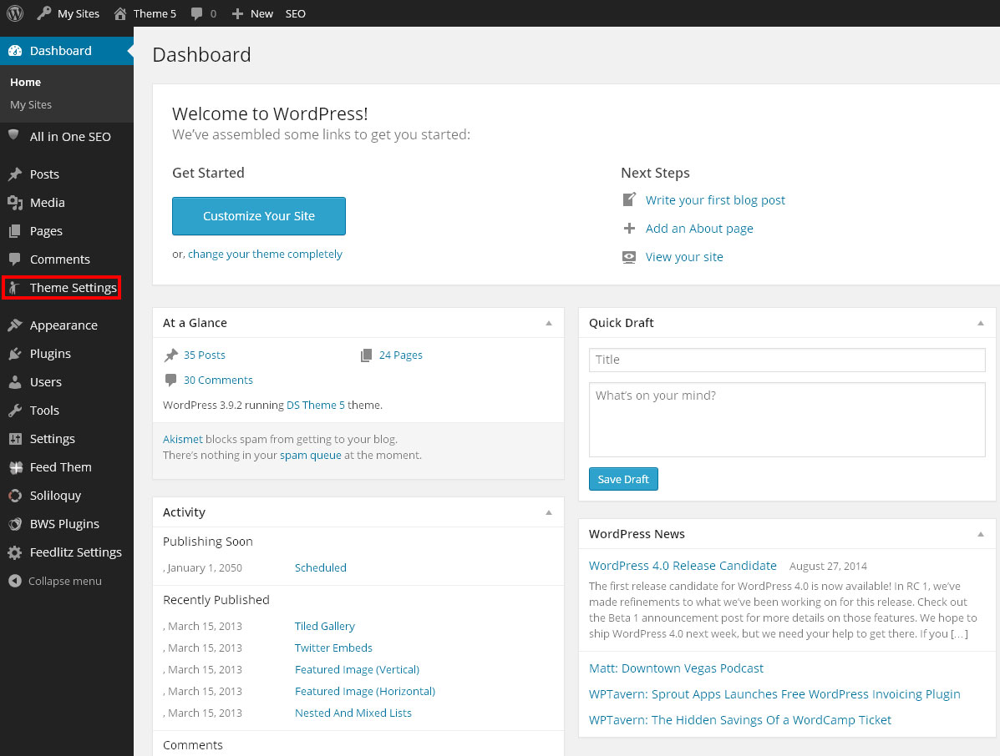 My Sites
Theme 5
0
New
SEO
Dashboard
Home
My Sites
All in One SEO
Posts
Media
Pages
Comments
Theme Settings
Appearance
Plugins
Users
Tools
Settings
Feed Them
Soliloquy
BWS Plugins
Feedlitz Settings
Collapse menu
Dashboard
Welcome to WordPress!
We've assembled some links to get you started:
Get Started
Customize Your Site
or, change your theme completely
Next Steps
Write your first blog post
Add an About page
View your site
At a Glance
35 Posts
24 Pages
30 Comments
WordPress 3.9.2 running DS Theme 5 theme.
Akismet blocks spam from getting to your blog.
There's nothing in your spam queue at the moment.
Activity
Publishing Soon
, January 1, 2050 Scheduled
Recently Published
, March 15, 2013 Tiled Gallery
, March 15, 2013 Twitter Embeds
, March 15, 2013 Featured Image (Vertical)
, March 15, 2013 Featured Image (Horizontal)
, March 15, 2013 Nested And Mixed Lists
Comments
Quick Draft
Title
What's on your mind?
Save Draft
WordPress News
WordPress 4.0 Release Candidate August 27, 2014
The first release candidate for WordPress 4.0 is now available! In RC 1, we've
made refinements to what we've been working on for this release. Check out
the Beta 1 announcement post for more details on those features. We hope to
ship WordPress 4.0 next week, but we need your help to get there. If you […]
Matt: Downtown Vegas Podcast
WPTavern: Sprout Apps Launches Free WordPress Invoicing Plugin
WPTavern: The Hidden Savings Of a WordCamp Ticket